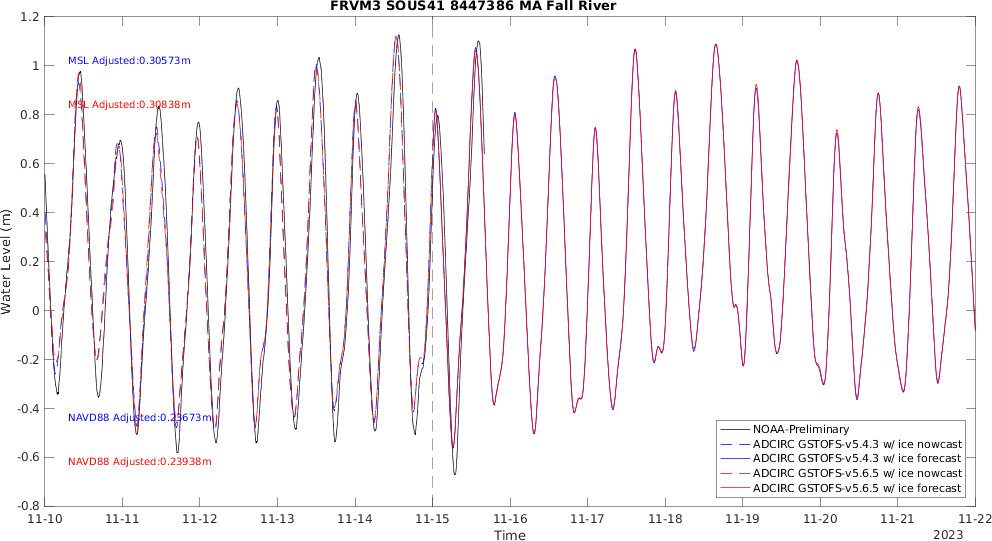 FRVM3 SOUS41 8447386 MA Fall River
1.2
1
0.8
0.6
0.4
0.2
0
-0.2
-0.4
-0.6
-0.8
Water Level (m)
MSL Adjusted:0.30573m
MSL Adjusted:0.30838m
NAVD88 Adjusted:0.23673m
NAVD88 Adjusted:0.23938m
NOAA-Preliminary
ADCIRC GSTOFS-v5.4.3 w/ ice nowcast
ADCIRC GSTOFS-v5.4.3 w/ ice forecast
ADCIRC GSTOFS-v5.6.5 w/ ice nowcast
ADCIRC GSTOFS-v5.6.5 w/ ice forecast
11-10 11-11 11-12 11-13 11-14 11-15 11-16 11-17 11-18 11-19 11-20 11-21 11-22
Time
2023